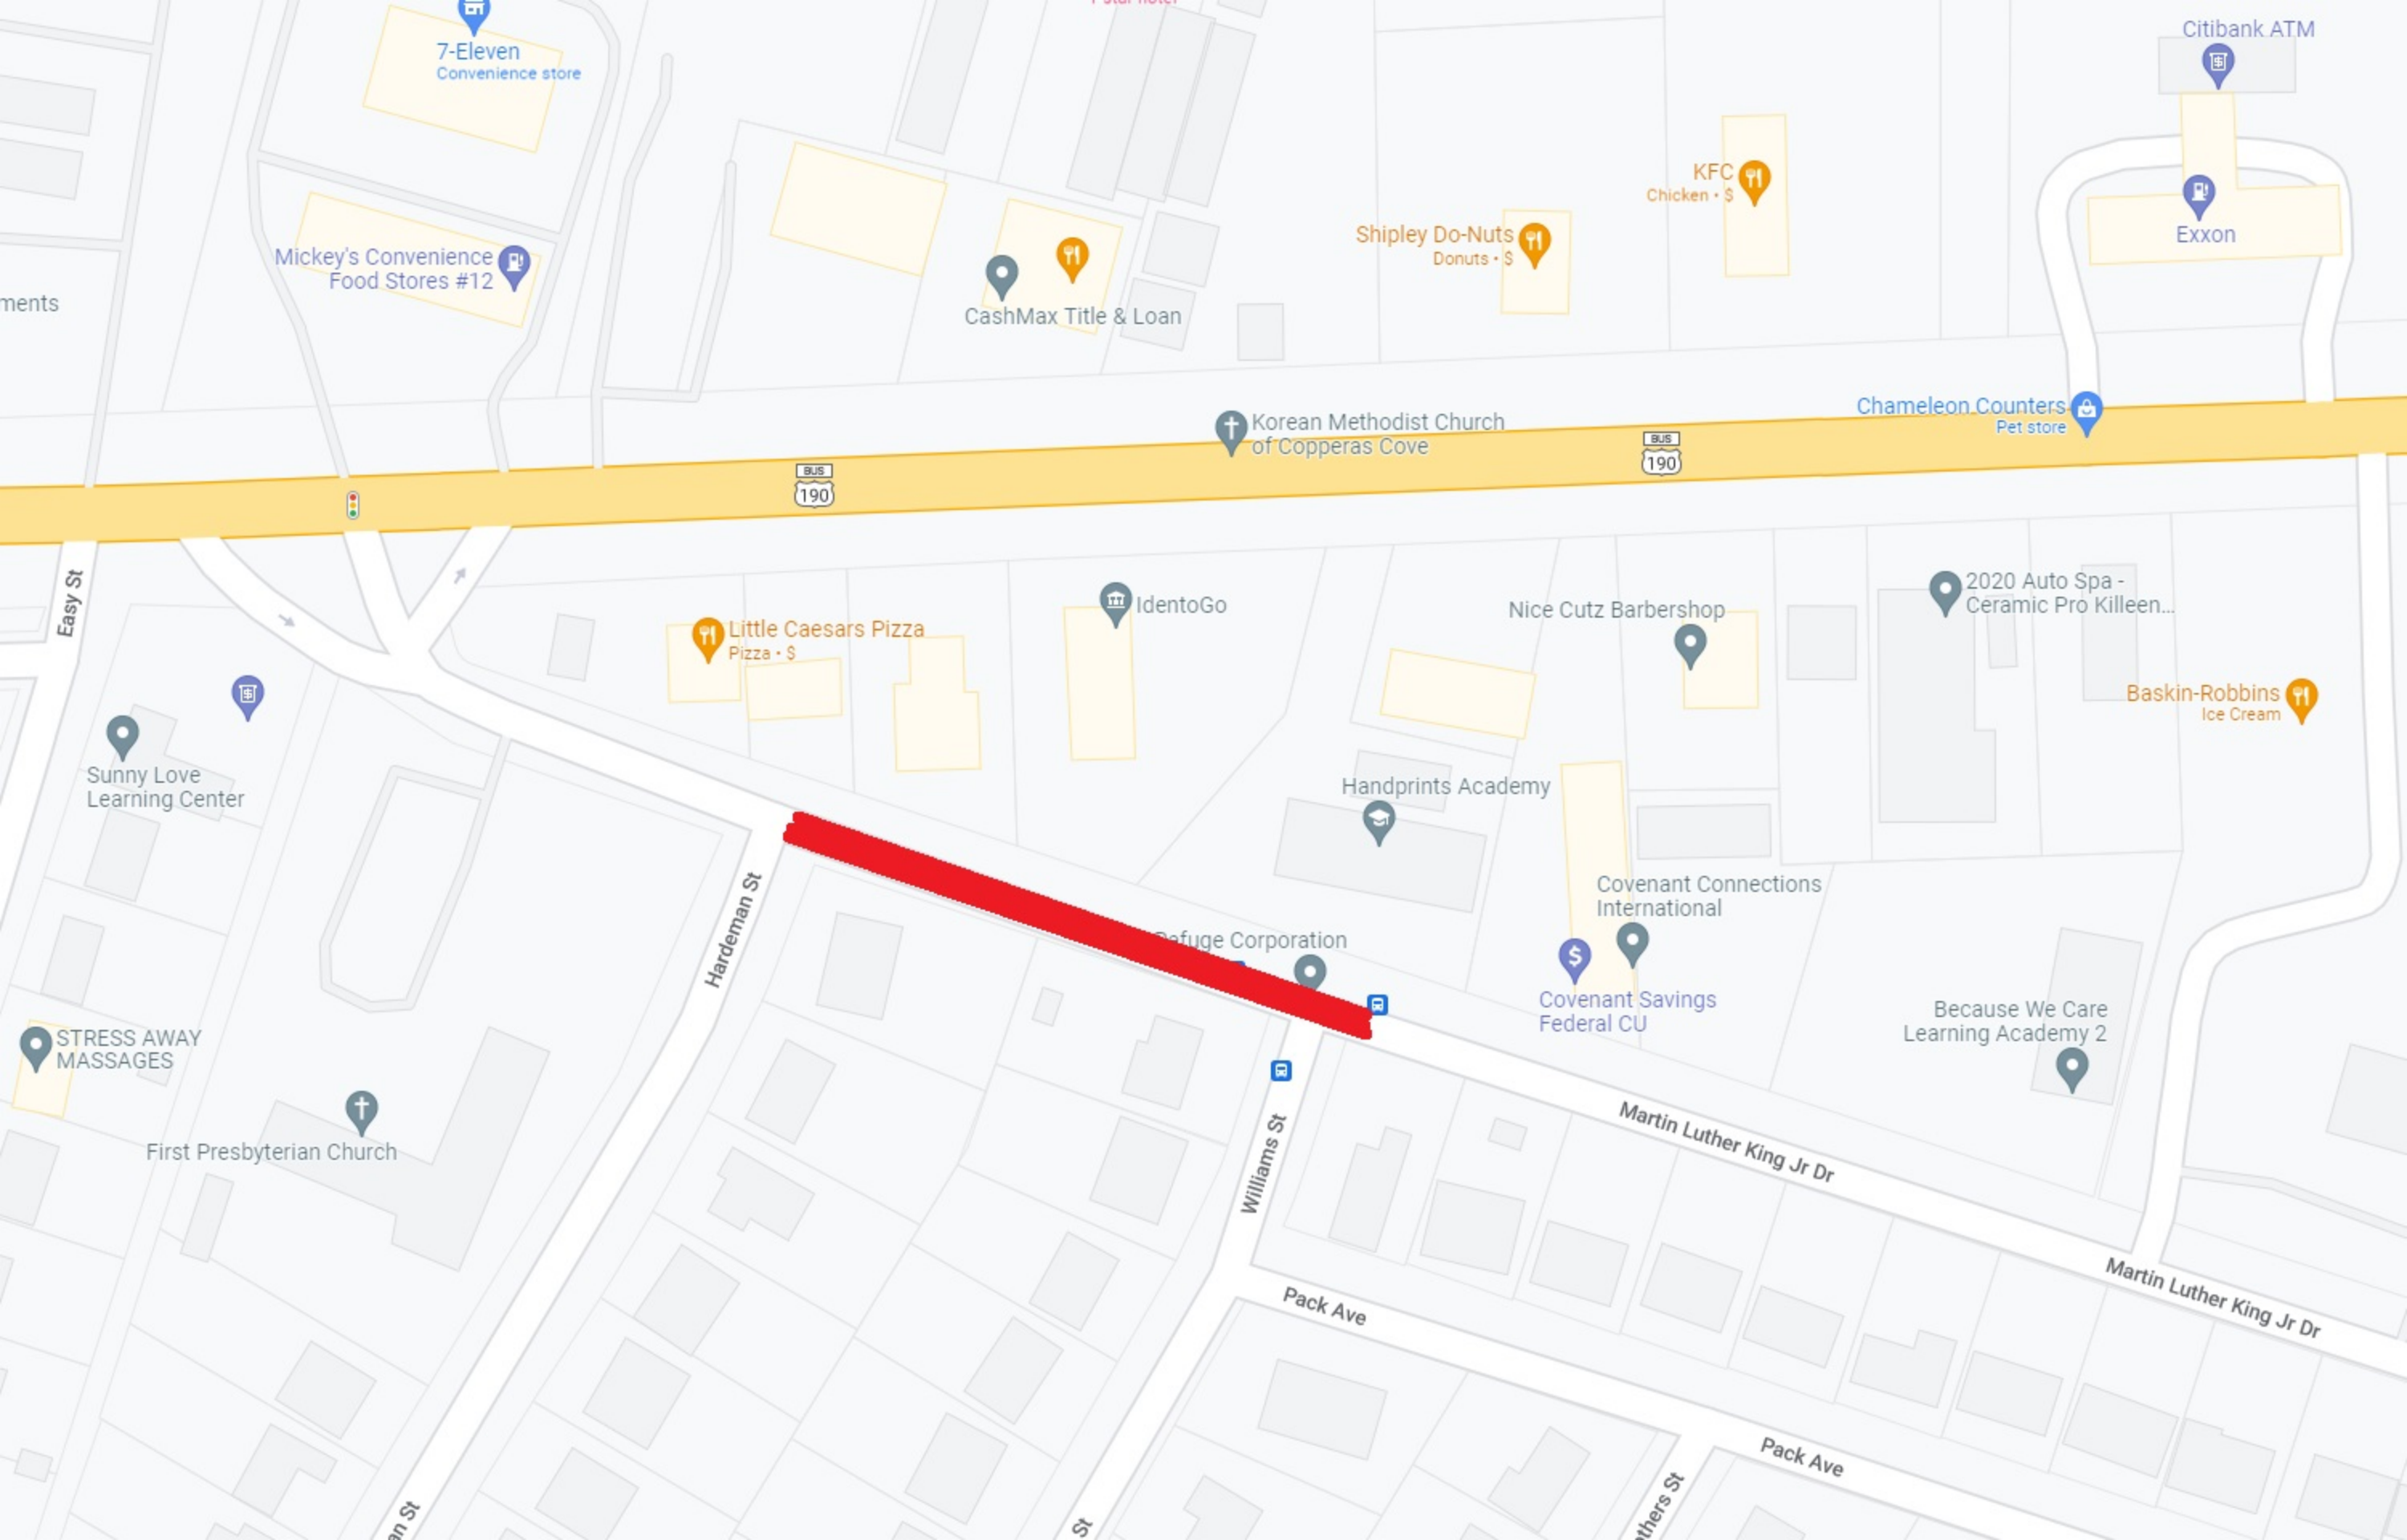 Citibank ATM
7-Eleven
Convenience store
KFC
Chicken • $
Shipley Do-Nuts
Donuts • $
Exxon
Mickey's Convenience
Food Stores #12
ments
CashMax Title & Loan
Chameleon Counters
Pet store
Korean Methodist Church
of Copperas Cove
BUS
190
BUS
190
Easy St
2020 Auto Spa -
Ceramic Pro Killeen...
IdentoGo
Nice Cutz Barbershop
Little Caesars Pizza
Pizza • $
Baskin-Robbins
Ice Cream
Sunny Love
Learning Center
Handprints Academy
Hardeman St
Covenant Connections
International
Refuge Corporation
Covenant Savings
Federal CU
Because We Care
Learning Academy 2
STRESS AWAY
MASSAGES
First Presbyterian Church
Williams St
Martin Luther King Jr Dr
Martin Luther King Jr Dr
Pack Ave
Pack Ave
an St
St
thers St